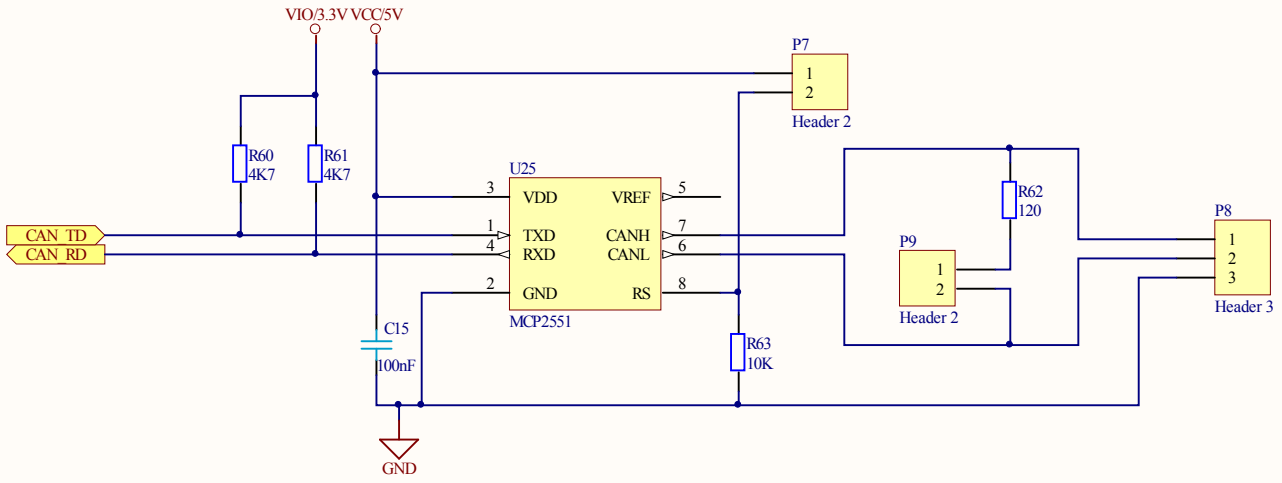 VIO/3.3V VCC/5V
P7
1
2
Header 2
R60
4K7
R61
4K7
U25
3 VDD VREF 5
1 TXD CANH 7
4 RXD CANL 6
2 GND RS 8
MCP2551
CAN_TD
CAN_RD
R62
120
P9
1
2
Header 2
P8
1
2
3
Header 3
C15
100nF
R63
10K
GND